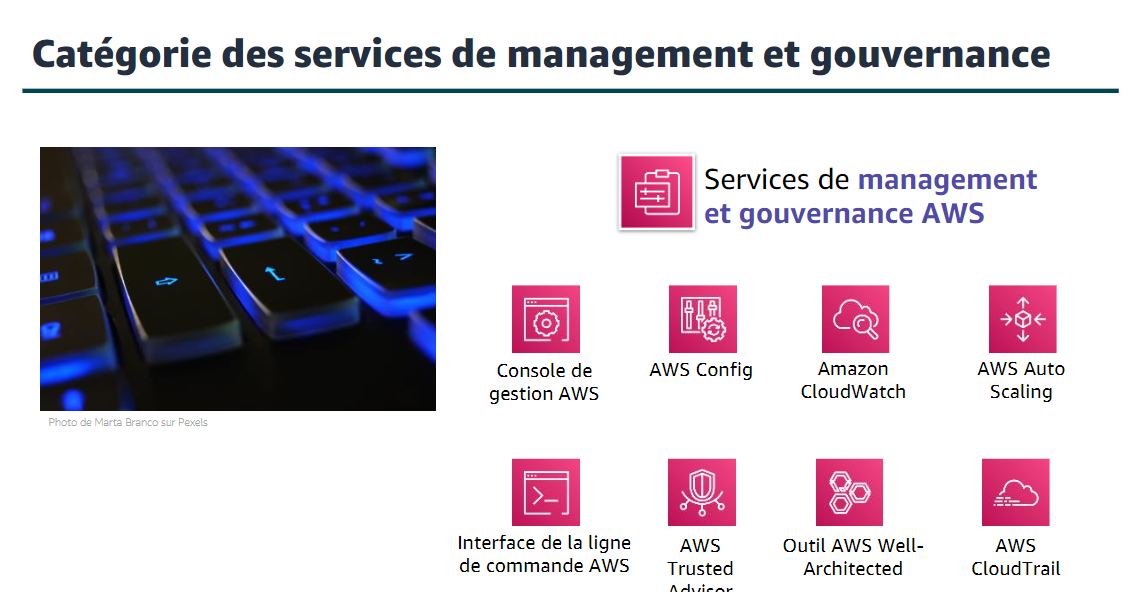 Catégorie des services de management et gouvernance
Services de management
et gouvernance AWS
Photo de Marta Branco sur Pexels
Console de
gestion AWS
AWS Config
Amazon
CloudWatch
AWS Auto
Scaling
Interface de la ligne
de commande AWS
AWS
Trusted
Advisor
Outil AWS Well-
Architected
AWS
CloudTrail